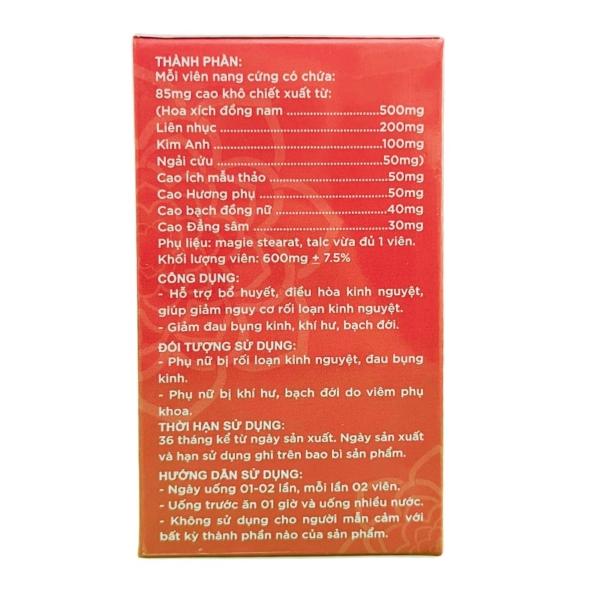 THÀNH PHẦN:
Mỗi viên nang cứng có chứa:
85mg cao khô chiết xuất từ:
(Hoa xích đồng nam ........................ 500mg
Liên nhục ........................................ 200mg
Kim Anh .......................................... 100mg
Ngải cứu .......................................... 50mg)
Cao Ích mẫu thảo .............................. 50mg
Cao Hương phụ ................................ 50mg
Cao bạch đồng nữ ............................ 40mg
Cao Đẳng sâm .................................. 30mg
Phụ liệu: magie stearat, talc vừa đủ 1 viên.
Khối lượng viên: 600mg ± 7.5%
CÔNG DỤNG:
- Hỗ trợ bổ huyết, điều hòa kinh nguyệt,
giúp giảm nguy cơ rối loạn kinh nguyệt.
- Giảm đau bụng kinh, khí hư, bạch đới.
ĐỐI TƯỢNG SỬ DỤNG:
- Phụ nữ bị rối loạn kinh nguyệt, đau bụng
kinh.
- Phụ nữ bị khí hư, bạch đới do viêm phụ
khoa.
THỜI HẠN SỬ DỤNG:
36 tháng kể từ ngày sản xuất. Ngày sản xuất
và hạn sử dụng ghi trên bao bì sản phẩm.
HƯỚNG DẪN SỬ DỤNG:
- Ngày uống 01-02 lần, mỗi lần 02 viên.
- Uống trước ăn 01 giờ và uống nhiều nước.
- Không sử dụng cho người mẫn cảm với
bất kỳ thành phần nào của sản phẩm.